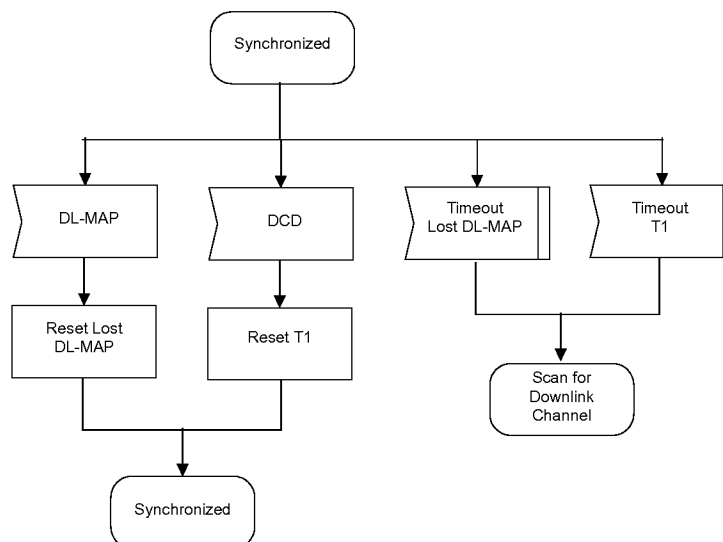 Synchronized
DL-MAP
DCD
Timeout
Lost DL-MAP
Timeout
T1
Reset Lost
DL-MAP
Reset T1
Scan for
Downlink
Channel
Synchronized